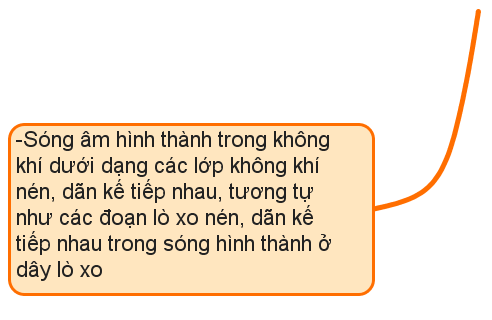 -Sóng âm hình thành trong không
khí dưới dạng các lớp không khí
nén, dãn kế tiếp nhau, tương tự
như các đoạn lò xo nén, dãn kế
tiếp nhau trong sóng hình thành ở
dây lò xo